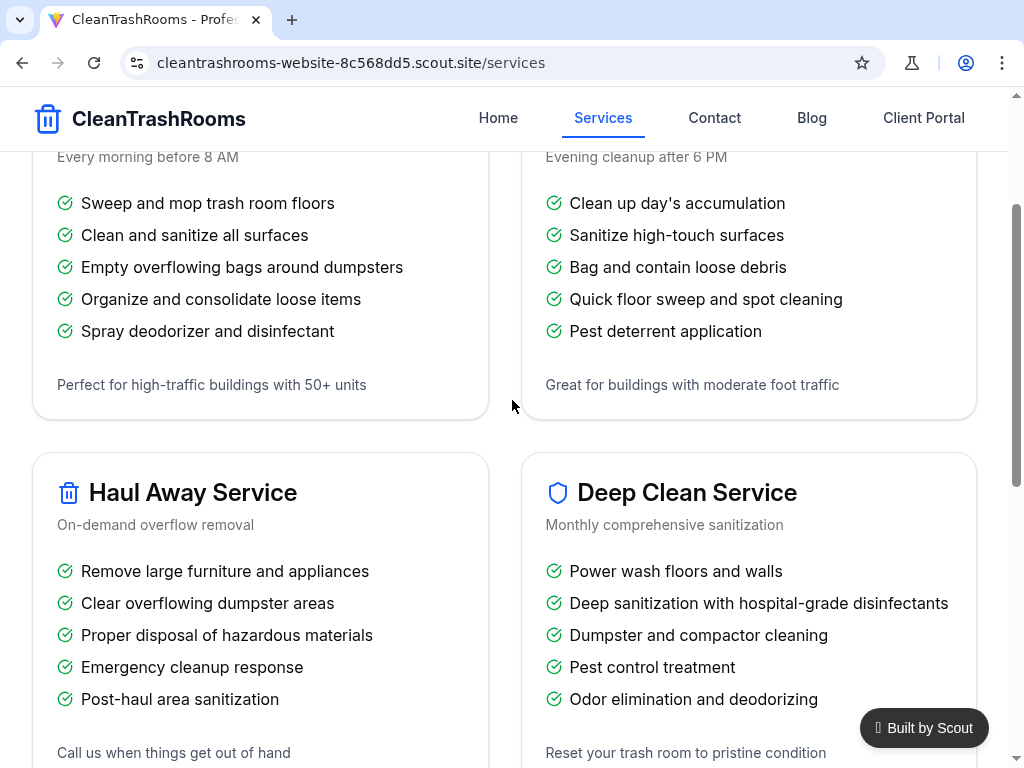 CleanTrashRooms - Profes
cleantrashrooms-website-8c568dd5.scout.site/services
CleanTrashRooms
Home
Services
Contact
Blog
Client Portal
Every morning before 8 AM
Sweep and mop trash room floors
Clean and sanitize all surfaces
Empty overflowing bags around dumpsters
Organize and consolidate loose items
Spray deodorizer and disinfectant
Perfect for high-traffic buildings with 50+ units
Evening cleanup after 6 PM
Clean up day's accumulation
Sanitize high-touch surfaces
Bag and contain loose debris
Quick floor sweep and spot cleaning
Pest deterrent application
Great for buildings with moderate foot traffic
Haul Away Service
On-demand overflow removal
Remove large furniture and appliances
Clear overflowing dumpster areas
Proper disposal of hazardous materials
Emergency cleanup response
Post-haul area sanitization
Call us when things get out of hand
Deep Clean Service
Monthly comprehensive sanitization
Power wash floors and walls
Deep sanitization with hospital-grade disinfectants
Dumpster and compactor cleaning
Pest control treatment
Odor elimination and deodorizing
Reset your trash room to pristine condition
Built by Scout